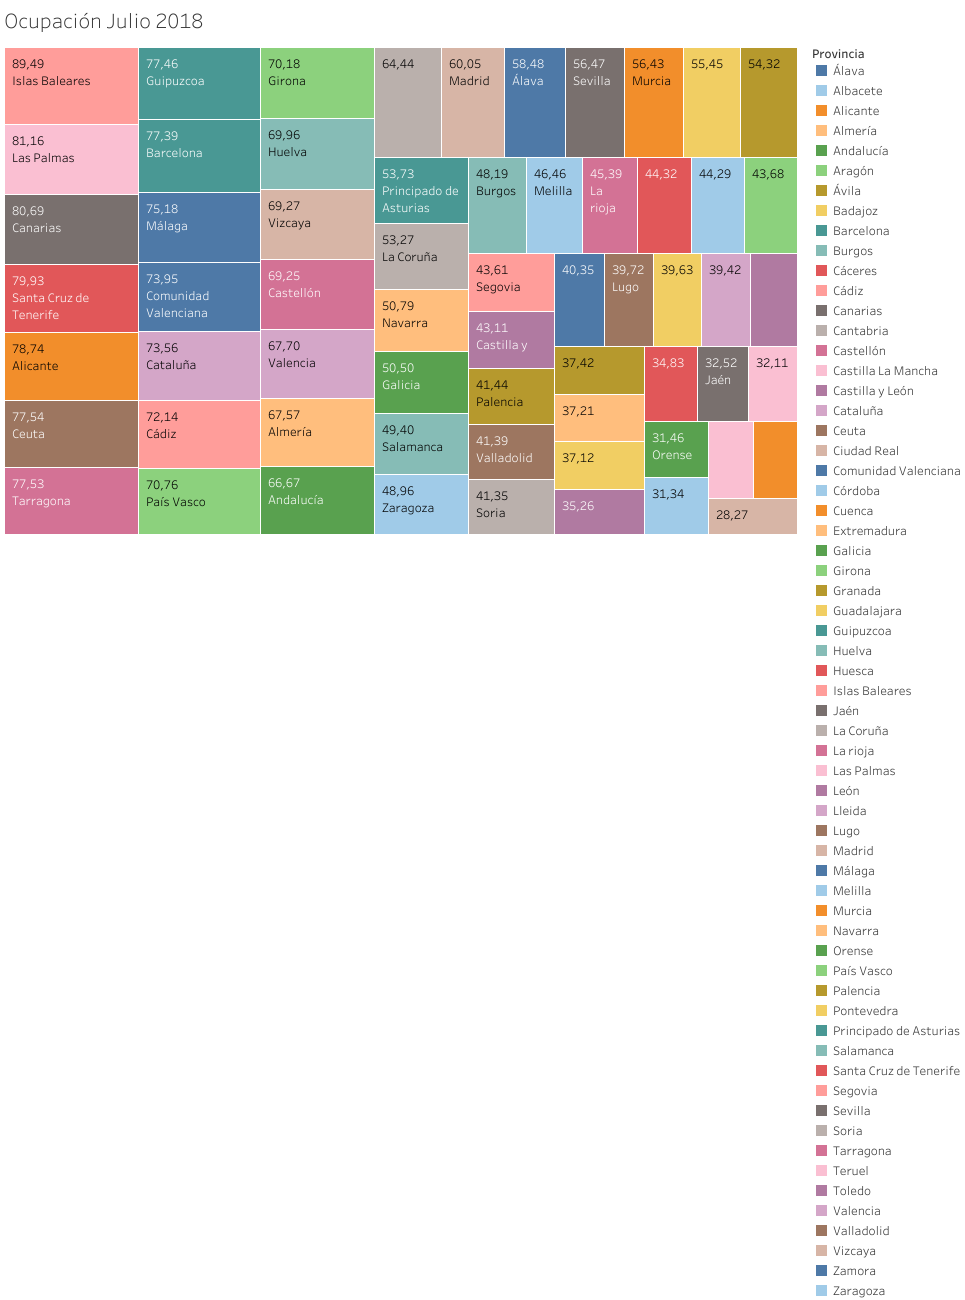 Ocupación Julio 2018
89,49
Islas Baleares
81,16
Las Palmas
80,69
Canarias
79,93
Santa Cruz de
Tenerife
78,74
Alicante
77,54
Ceuta
77,53
Tarragona
77,46
Guipuzcoa
77,39
Barcelona
75,18
Málaga
73,95
Comunidad
Valenciana
73,56
Cataluña
72,14
Cádiz
70,76
País Vasco
70,18
Girona
69,96
Huelva
69,27
Vizcaya
69,25
Castellón
67,70
Valencia
67,57
Almería
66,67
Andalucía
64,44
60,05
Madrid
58,48
Álava
56,47
Sevilla
56,43
Murcia
55,45
54,32
53,73
Principado de
Asturias
53,27
La Coruña
50,79
Navarra
50,50
Galicia
49,40
Salamanca
48,96
Zaragoza
48,19
Burgos
46,46
Melilla
45,39
La
rioja
44,32
44,29
43,68
43,61
Segovia
43,11
Castilla y
41,44
Palencia
41,39
Valladolid
41,35
Soria
40,35
39,72
Lugo
39,63
39,42
37,42
37,21
37,12
35,26
34,83
32,52
Jaén
32,11
31,46
Orense
31,34
28,27
Provincia
Álava
Albacete
Alicante
Almería
Andalucía
Aragón
Ávila
Badajoz
Barcelona
Burgos
Cáceres
Cádiz
Canarias
Cantabria
Castellón
Castilla La Mancha
Castilla y León
Cataluña
Ceuta
Ciudad Real
Comunidad Valenciana
Córdoba
Cuenca
Extremadura
Galicia
Girona
Granada
Guadalajara
Guipuzcoa
Huelva
Huesca
Islas Baleares
Jaén
La Coruña
La rioja
Las Palmas
León
Lleida
Lugo
Madrid
Málaga
Melilla
Murcia
Navarra
Orense
País Vasco
Palencia
Pontevedra
Principado de Asturias
Salamanca
Santa Cruz de Tenerife
Segovia
Sevilla
Soria
Tarragona
Teruel
Toledo
Valencia
Valladolid
Vizcaya
Zamora
Zaragoza